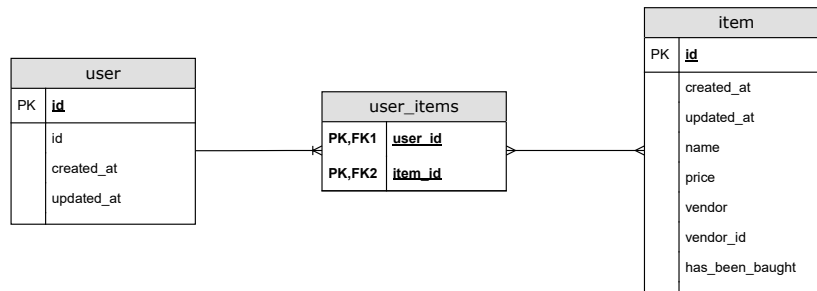 user
PK id
id
created_at
updated_at
user_items
PK,FK1 user_id
PK,FK2 item_id
item
PK id
created_at
updated_at
name
price
vendor
vendor_id
has_been_baught